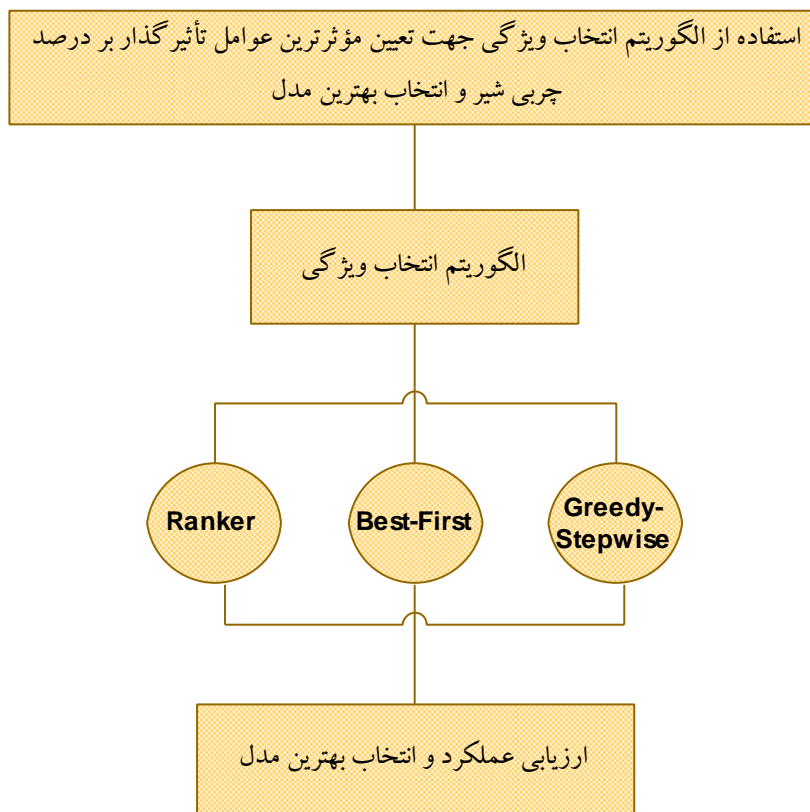 استفاده از الگوریتم انتخاب ویژگی جهت تعیین مؤثرترین عوامل تأثیرگذار بر درصد
چربی شیر و انتخاب بهترین مدل
الگوریتم انتخاب ویژگی
Ranker
Best-First
Greedy-
Stepwise
ارزیابی عملکرد و انتخاب بهترین مدل